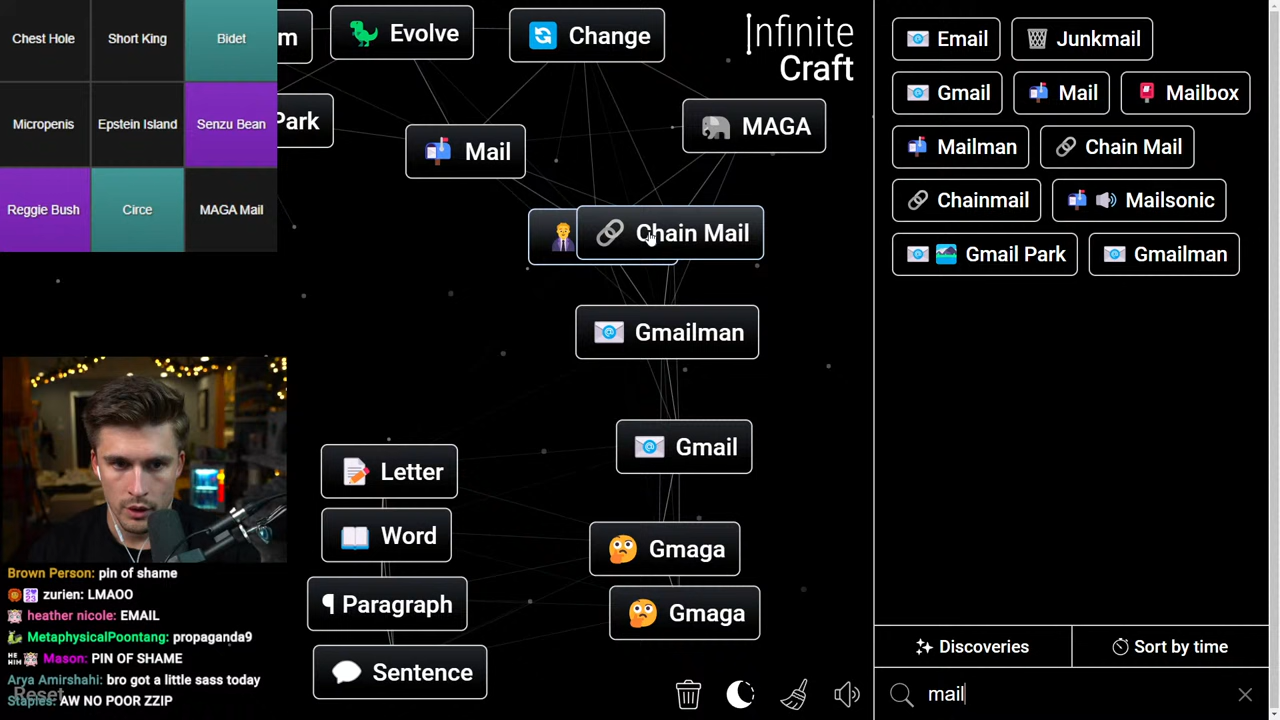 Chest Hole
Short King
Bidet
Micropenis
Epstein Island
Senzu Bean
Reggie Bush
Circe
MAGA Mail
m
Evolve
Change
Infinite
Craft
Park
Mail
MAGA
Chain Mail
Gmailman
Gmail
Letter
Word
Gmaga
Paragraph
Gmaga
Sentence
Reset
Email
Junkmail
Gmail
Mail
Mailbox
Mailman
Chain Mail
Chainmail
Mailsonic
Gmail Park
Gmailman
Discoveries
Sort by time
mail
Brown Person: pin of shame
zurien: LMAOO
heather nicole: EMAIL
MetaphysicalPoontang: propaganda9
HE HIM Mason: PIN OF SHAME
Arya Amirshahi: bro got a little sass today
Staples: AW NO POOR ZZIP